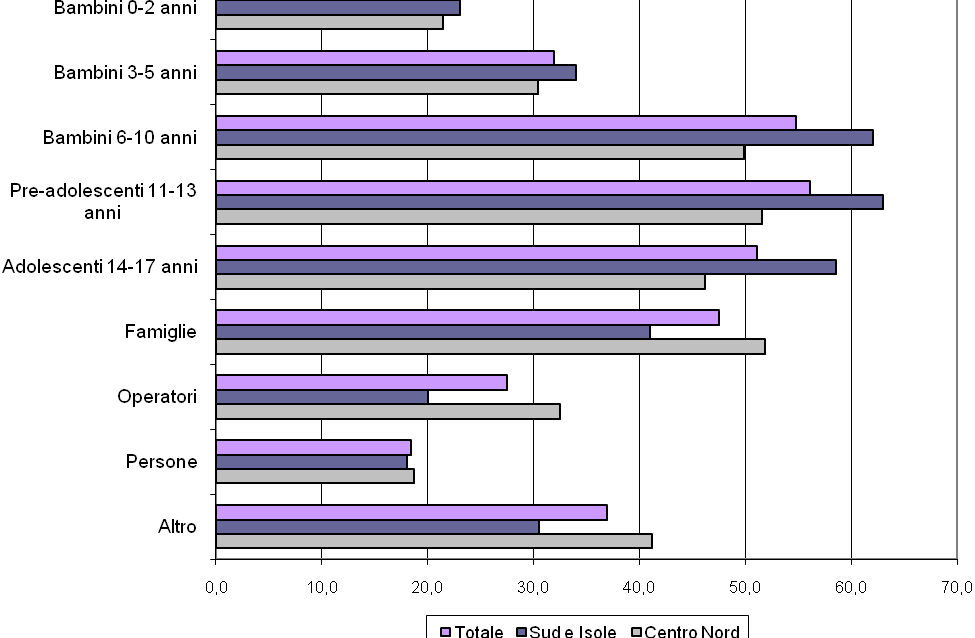 Bambini 0-2 anni
Bambini 3-5 anni
Bambini 6-10 anni
Pre-adolescenti 11-13
anni
Adolescenti 14-17 anni
Famiglie
Operatori
Persone
Altro
0,0 10,0 20,0 30,0 40,0 50,0 60,0 70,0
Totale Sud e Isole Centro Nord